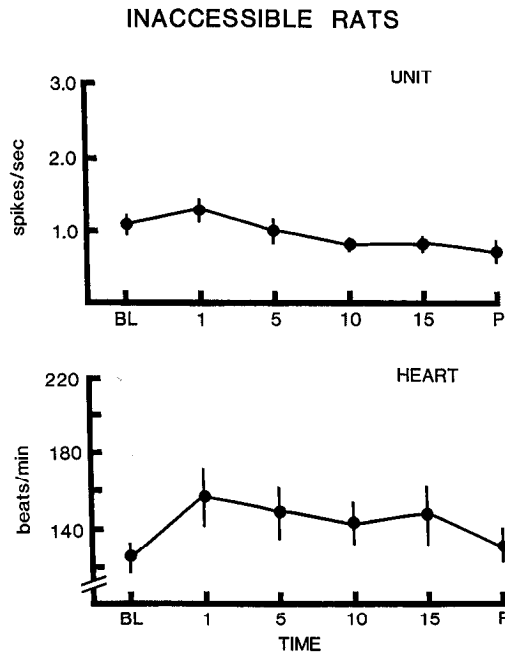 INACCESSIBLE RATS
UNIT
spikes/sec
3.0
2.0
1.0
BL 1 5 10 15 P
HEART
beats/min
220
180
140
BL 1 5 10 15 P
TIME